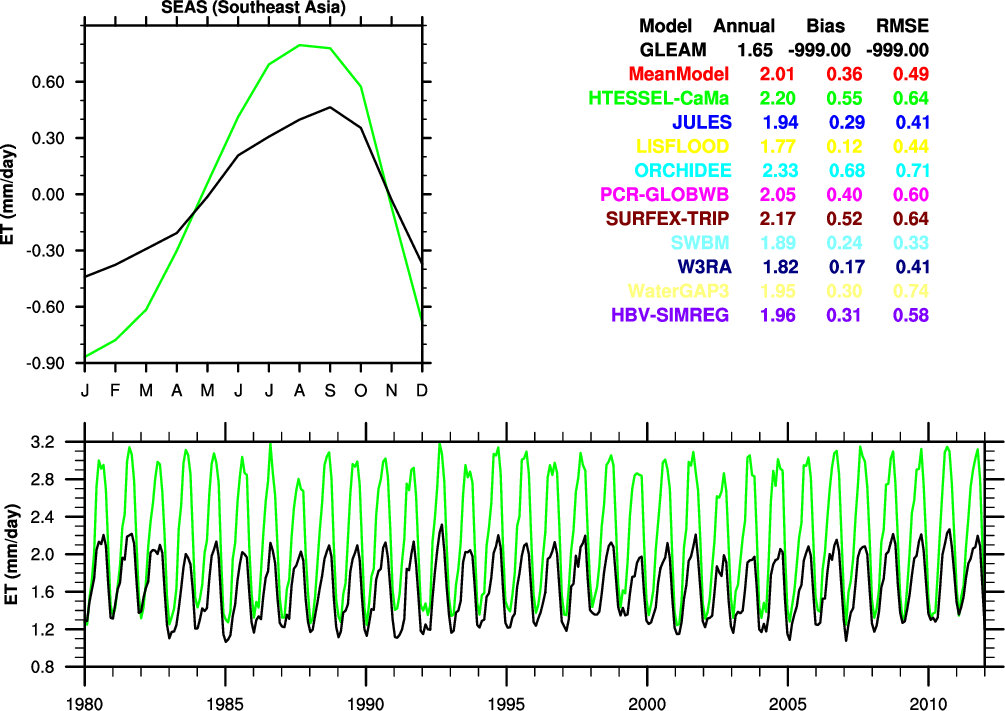 SEAS (Southeast Asia)
ET (mm/day)
0.60
0.30
0.00
-0.30
-0.60
-0.90
J F M A M J J A S O N D
Model Annual Bias RMSE
GLEAM 1.65 -999.00 -999.00
MeanModel 2.01 0.36 0.49
HTESSEL-CaMa 2.20 0.55 0.64
JULES 1.94 0.29 0.41
LISFLOOD 1.77 0.12 0.44
ORCHIDEE 2.33 0.68 0.71
PCR-GLOBWB 2.05 0.40 0.60
SURFEX-TRIP 2.17 0.52 0.64
SWBM 1.89 0.24 0.33
W3RA 1.82 0.17 0.41
WaterGAP3 1.95 0.30 0.74
HBV-SIMREG 1.96 0.31 0.58
ET (mm/day)
3.2
2.8
2.4
2.0
1.6
1.2
0.8
1980 1985 1990 1995 2000 2005 2010